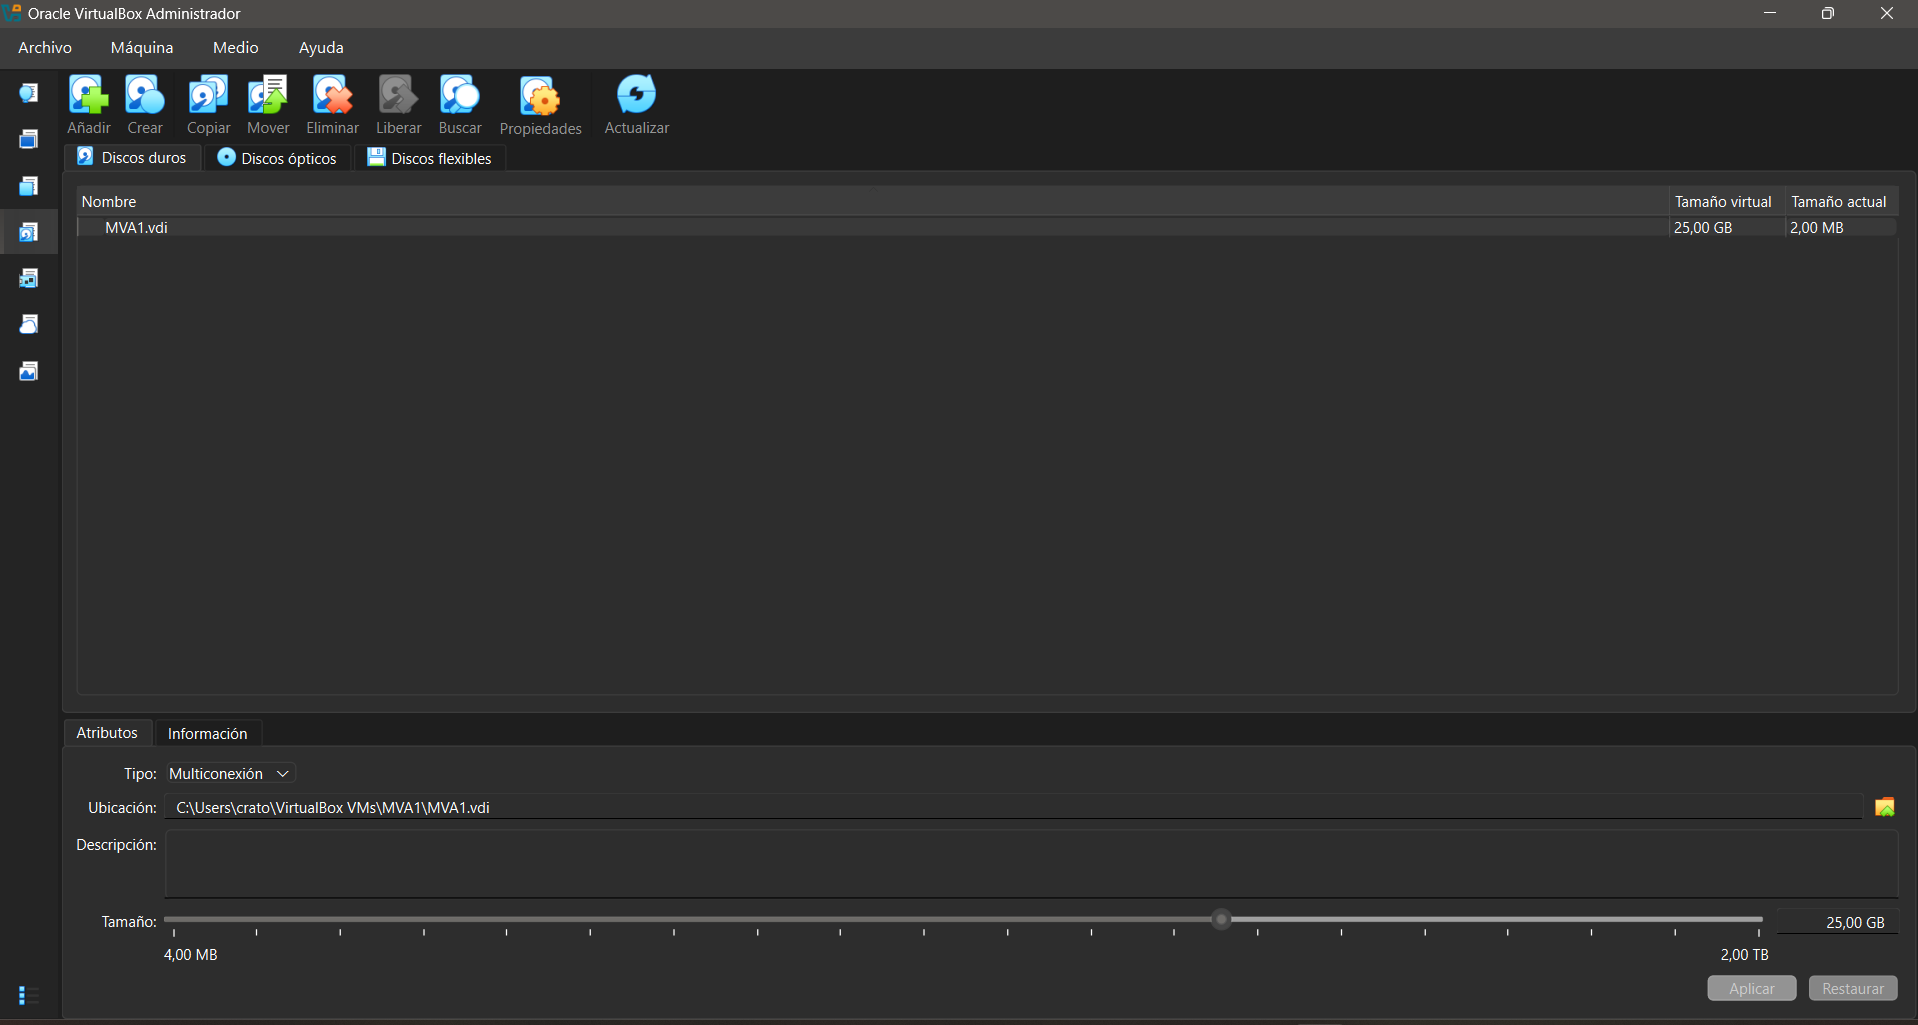 Oracle VirtualBox Administrador
Archivo Máquina Medio Ayuda
Añadir Crear Copiar Mover Eliminar Liberar Buscar Propiedades Actualizar
Discos duros Discos ópticos Discos flexibles
Nombre Tamaño virtual Tamaño actual
MVA1.vdi 25,00 GB 2,00 MB
Atributos Información
Tipo: Multiconexión
Ubicación: C:\Users\crato\VirtualBox VMs\MVA1\MVA1.vdi
Descripción:
Tamaño: 25,00 GB
4,00 MB 2,00 TB
Aplicar Restaurar